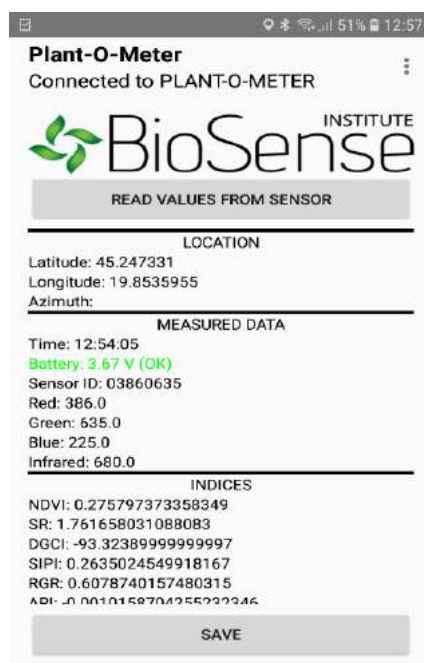 51% 12:57
Plant-O-Meter
Connected to PLANT-O-METER
INSTITUTE
BioSense
READ VALUES FROM SENSOR
LOCATION
Latitude: 45.247331
Longitude: 19.8535955
Azimuth:
MEASURED DATA
Time: 12:54:05
Battery: 3.67 V (OK)
Sensor ID: 03860635
Red: 386.0
Green: 635.0
Blue: 225.0
Infrared: 680.0
INDICES
NDVI: 0.275797373358349
SR: 1.761658031088083
DGCI: -93.32389999999997
SIPI: 0.2635024549918167
RGR: 0.6078740157480315
ARI: -0.0010158704255232346
SAVE